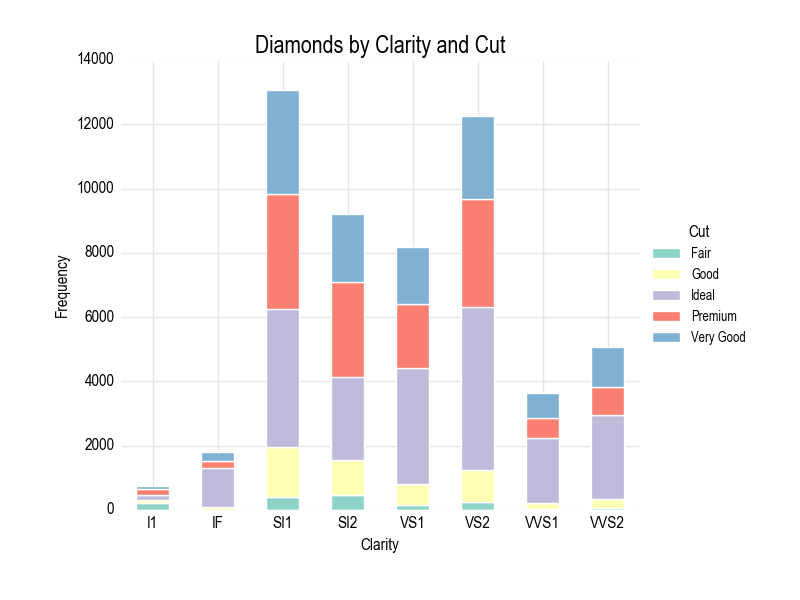 Diamonds by Clarity and Cut
14000
12000
10000
8000
6000
4000
2000
0
Frequency
I1 IF SI1 SI2 VS1 VS2 VVS1 VVS2
Clarity
Cut
Fair
Good
Ideal
Premium
Very Good